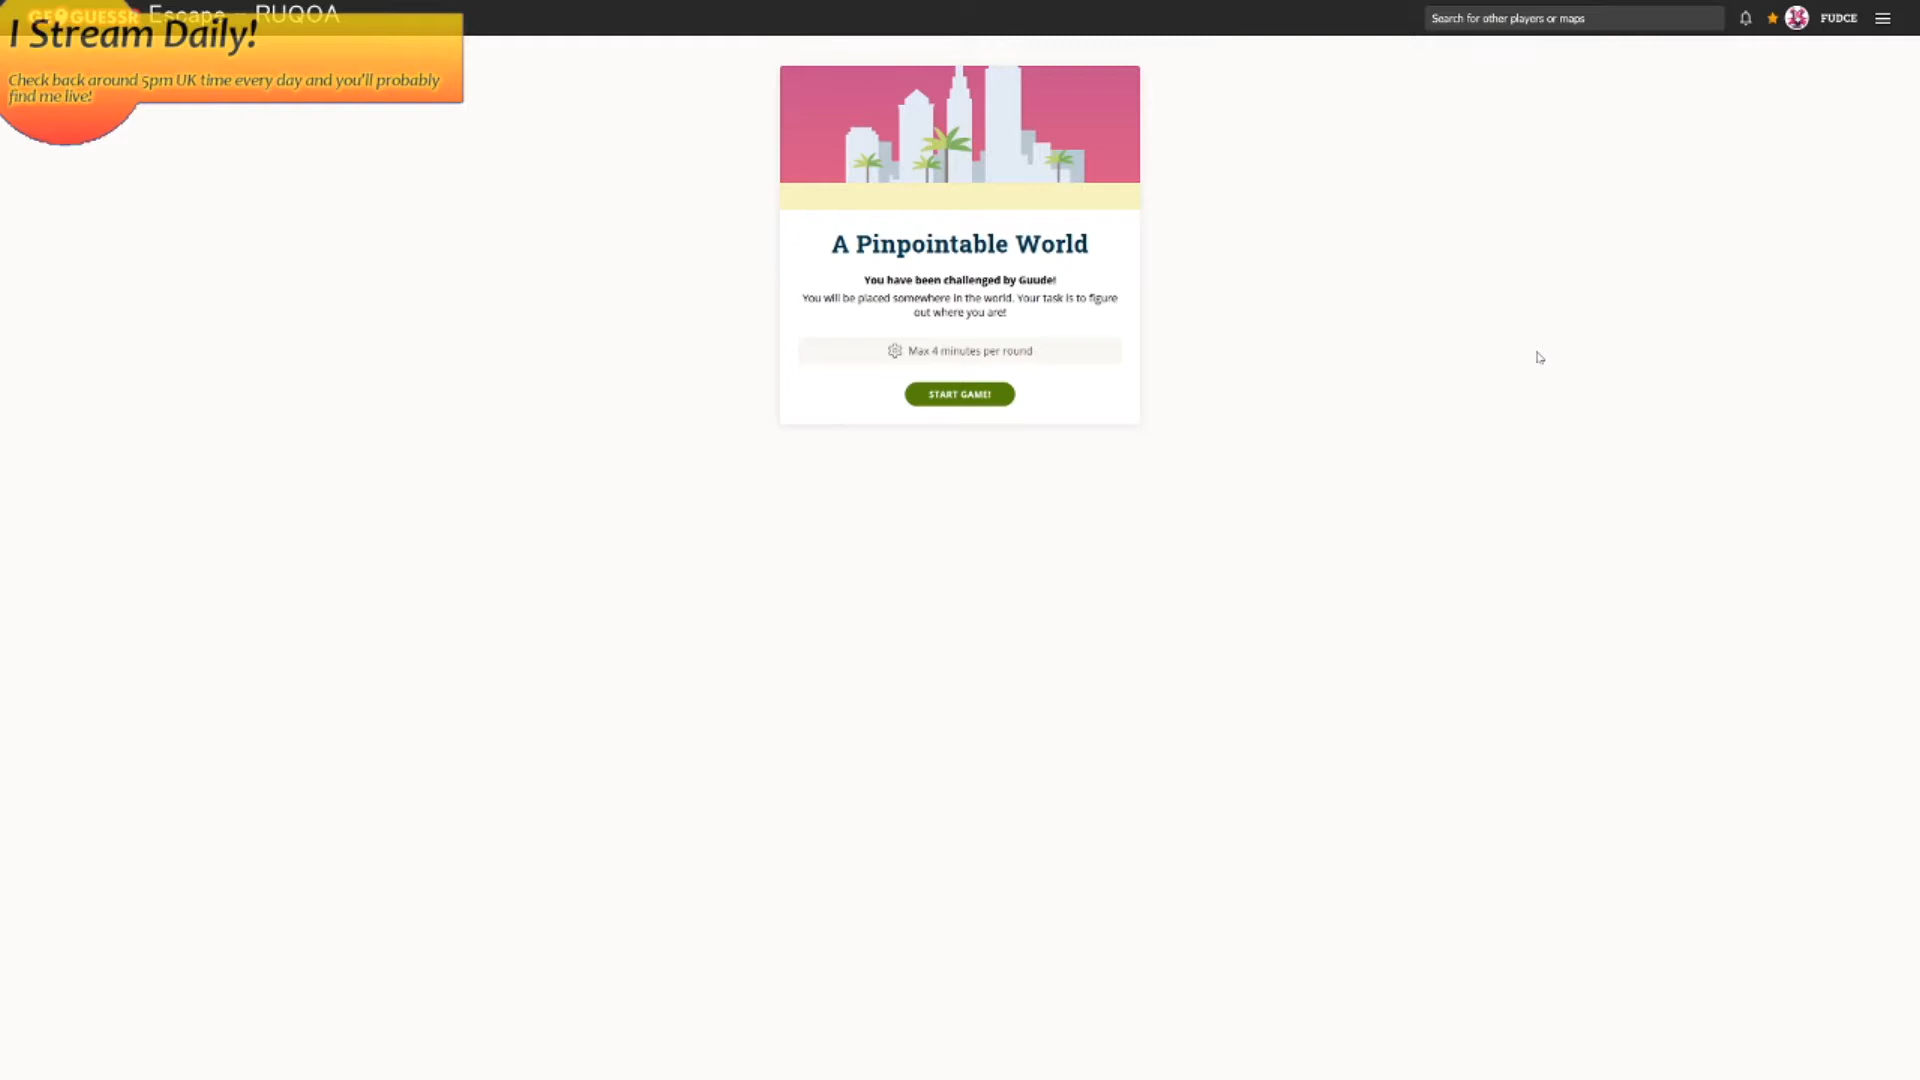 GEOGUESSR Escape - RUQOA
I Stream Daily!
Check back around 5pm UK time every day and you'll probably
find me live!
Search for other players or maps
FUDCE
A Pinpointable World
You have been challenged by Guude!
You will be placed somewhere in the world. Your task is to figure
out where you are!
Max 4 minutes per round
START GAME!